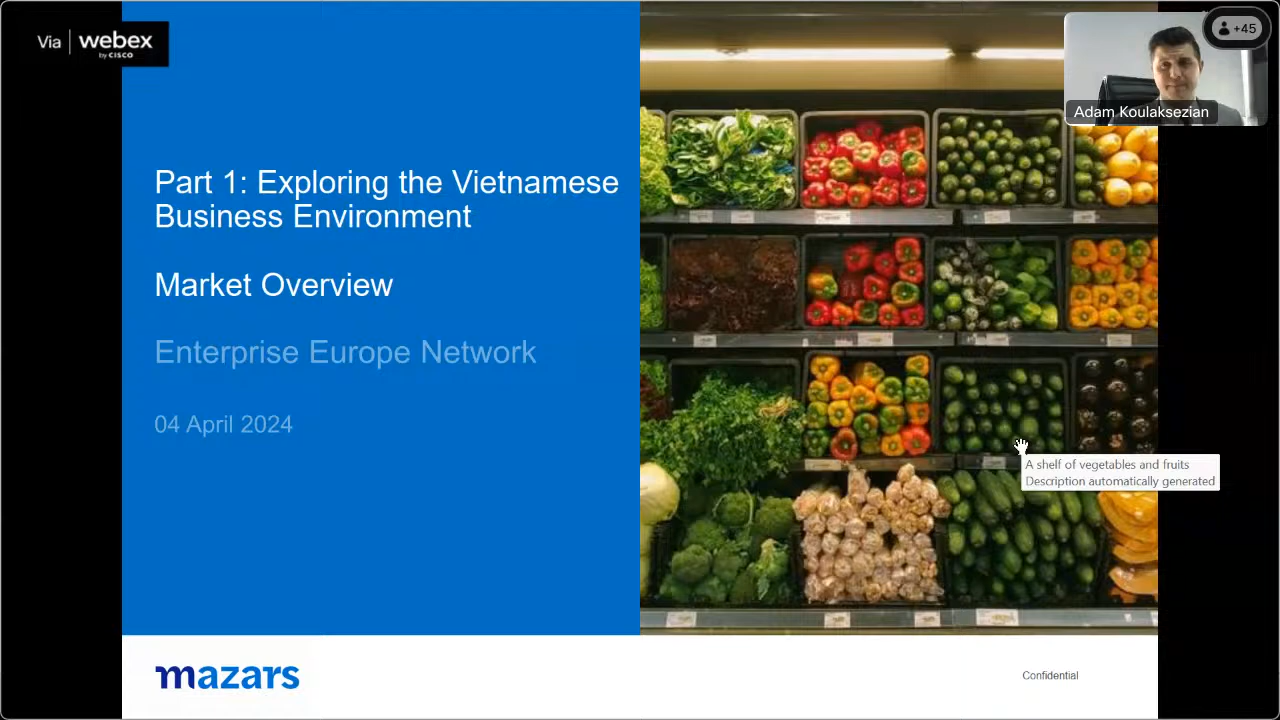 Via | webex
by CISCO
+45
Adam Koulaksezian
Part 1: Exploring the Vietnamese
Business Environment
Market Overview
Enterprise Europe Network
04 April 2024
A shelf of vegetables and fruits
Description automatically generated
mazars
Confidential